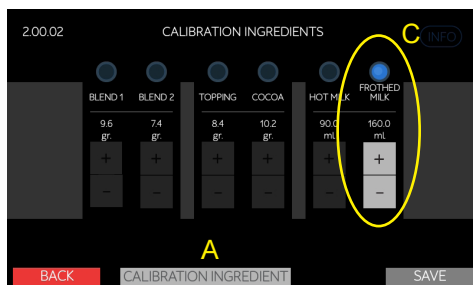 2.00.02 CALIBRATION INGREDIENTS C INFO
BLEND 1 BLEND 2 TOPPING COCOA HOT MILK FROTHED MILK
9.6 gr. 7.4 gr. 8.4 gr. 10.2 gr. 90.0 ml 160.0 ml
+ + + + + +
- - - - - -
A
BACK CALIBRATION INGREDIENT SAVE